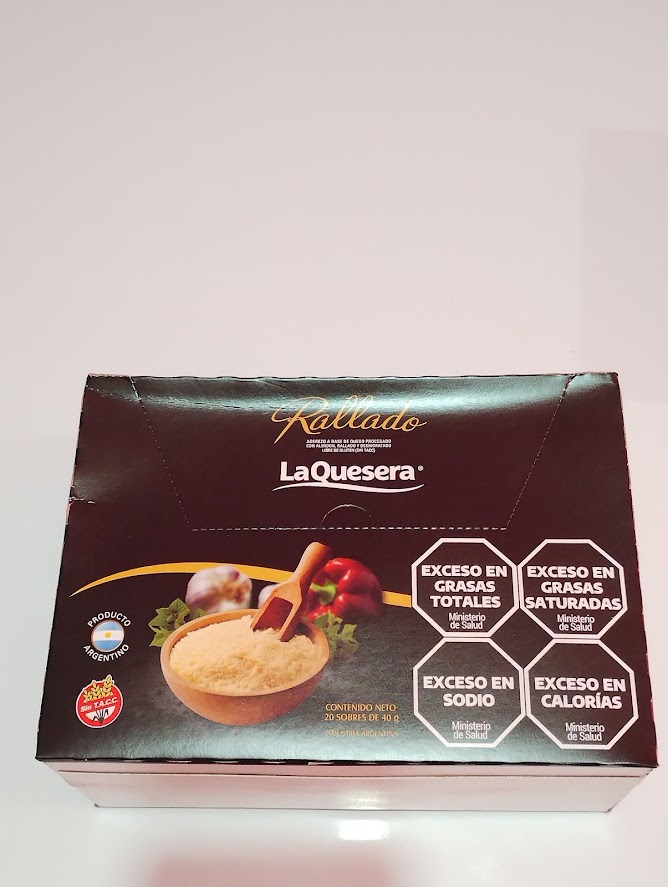 Rallado
ADEREZO A BASE DE QUESO PROCESADO
CON ALMIDÓN, RALLADO Y DESHIDRATADO
LIBRE DE GLUTEN (SIN TACC)
LaQuesera®
EXCESO EN
GRASAS
TOTALES
Ministerio
de Salud
EXCESO EN
GRASAS
SATURADAS
Ministerio
de Salud
PRODUCTO
ARGENTINO
Sin T.A.C.C.
CONTENIDO NETO
20 SOBRES DE 40 g
INDUSTRIA ARGENTINA
EXCESO EN
SODIO
Ministerio
de Salud
EXCESO EN
CALORÍAS
Ministerio
de Salud